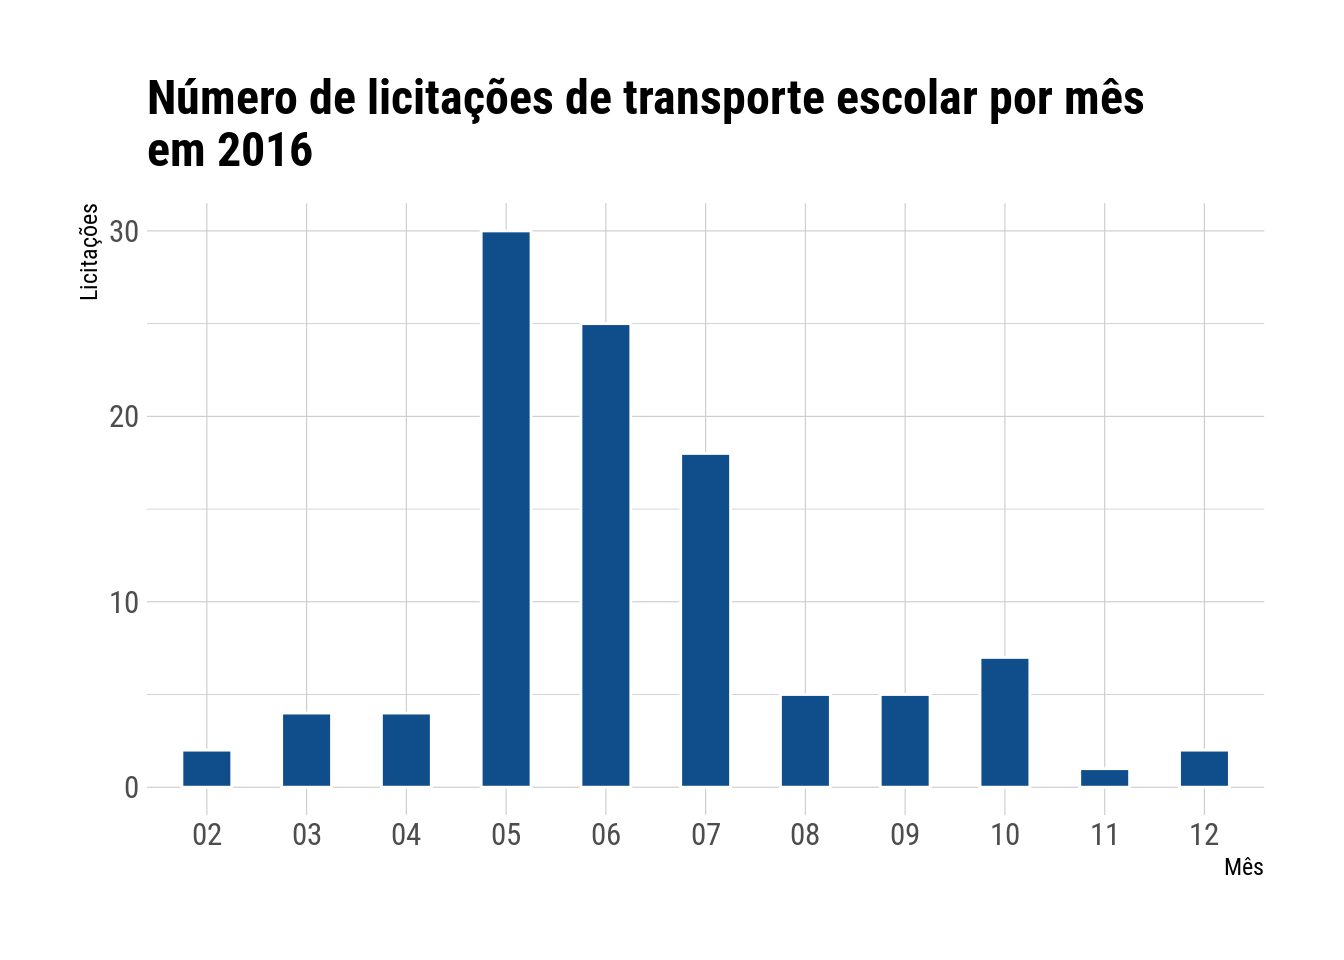 Número de licitações de transporte escolar por mês
em 2016
Licitações
30
20
10
0
02 03 04 05 06 07 08 09 10 11 12
Mês